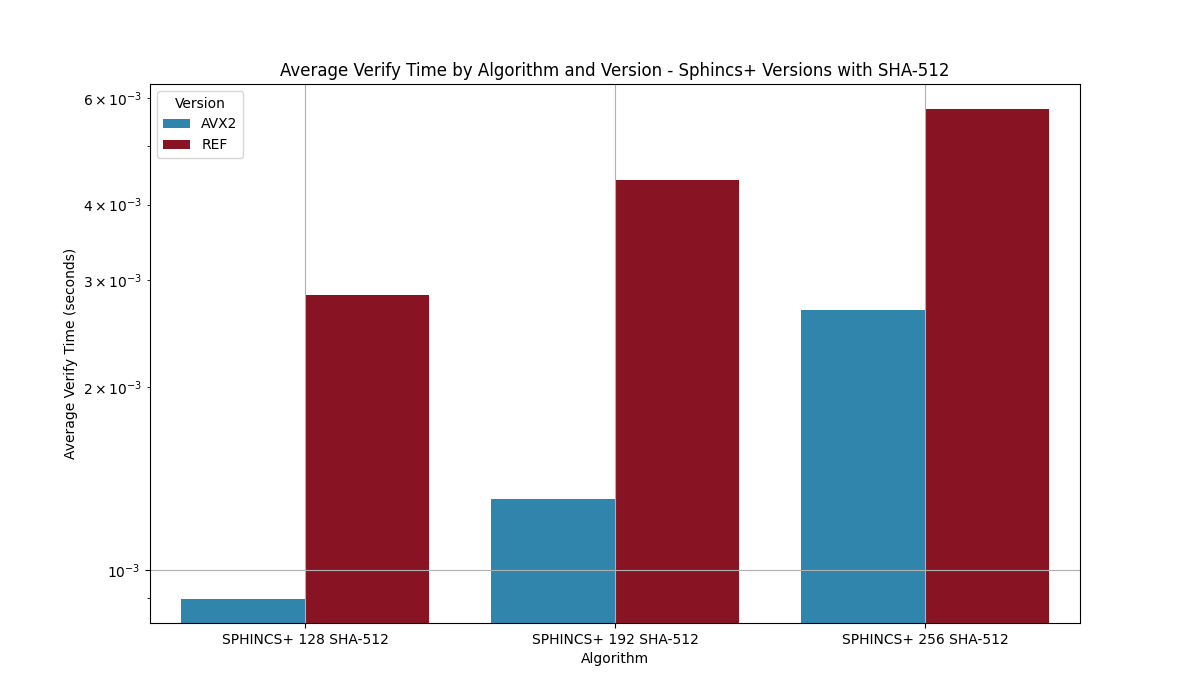 Average Verify Time by Algorithm and Version - Sphincs+ Versions with SHA-512
Version
AVX2
REF
6 × 10⁻³
4 × 10⁻³
3 × 10⁻³
2 × 10⁻³
10⁻³
Average Verify Time (seconds)
SPHINCS+ 128 SHA-512
SPHINCS+ 192 SHA-512
SPHINCS+ 256 SHA-512
Algorithm